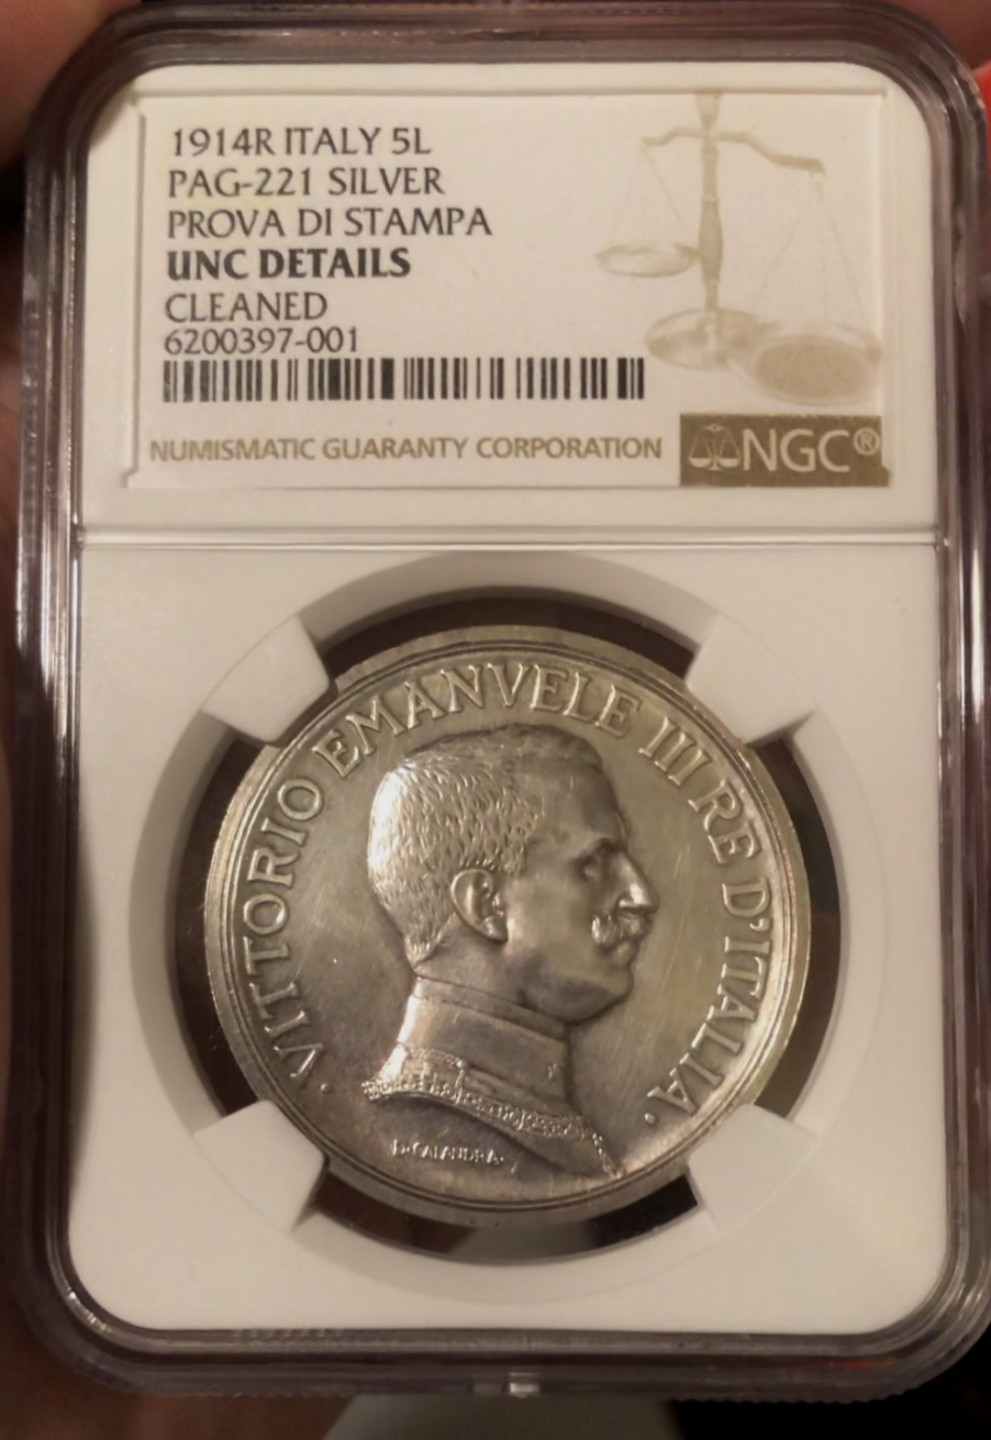 1914R ITALY 5L
PAG-221 SILVER
PROVA DI STAMPA
UNC DETAILS
CLEANED
6200397-001
NUMISMATIC GUARANTY CORPORATION
NGC®
· VITTORIO EMANVELE III RE D'ITALIA ·
D·CALANDRA·